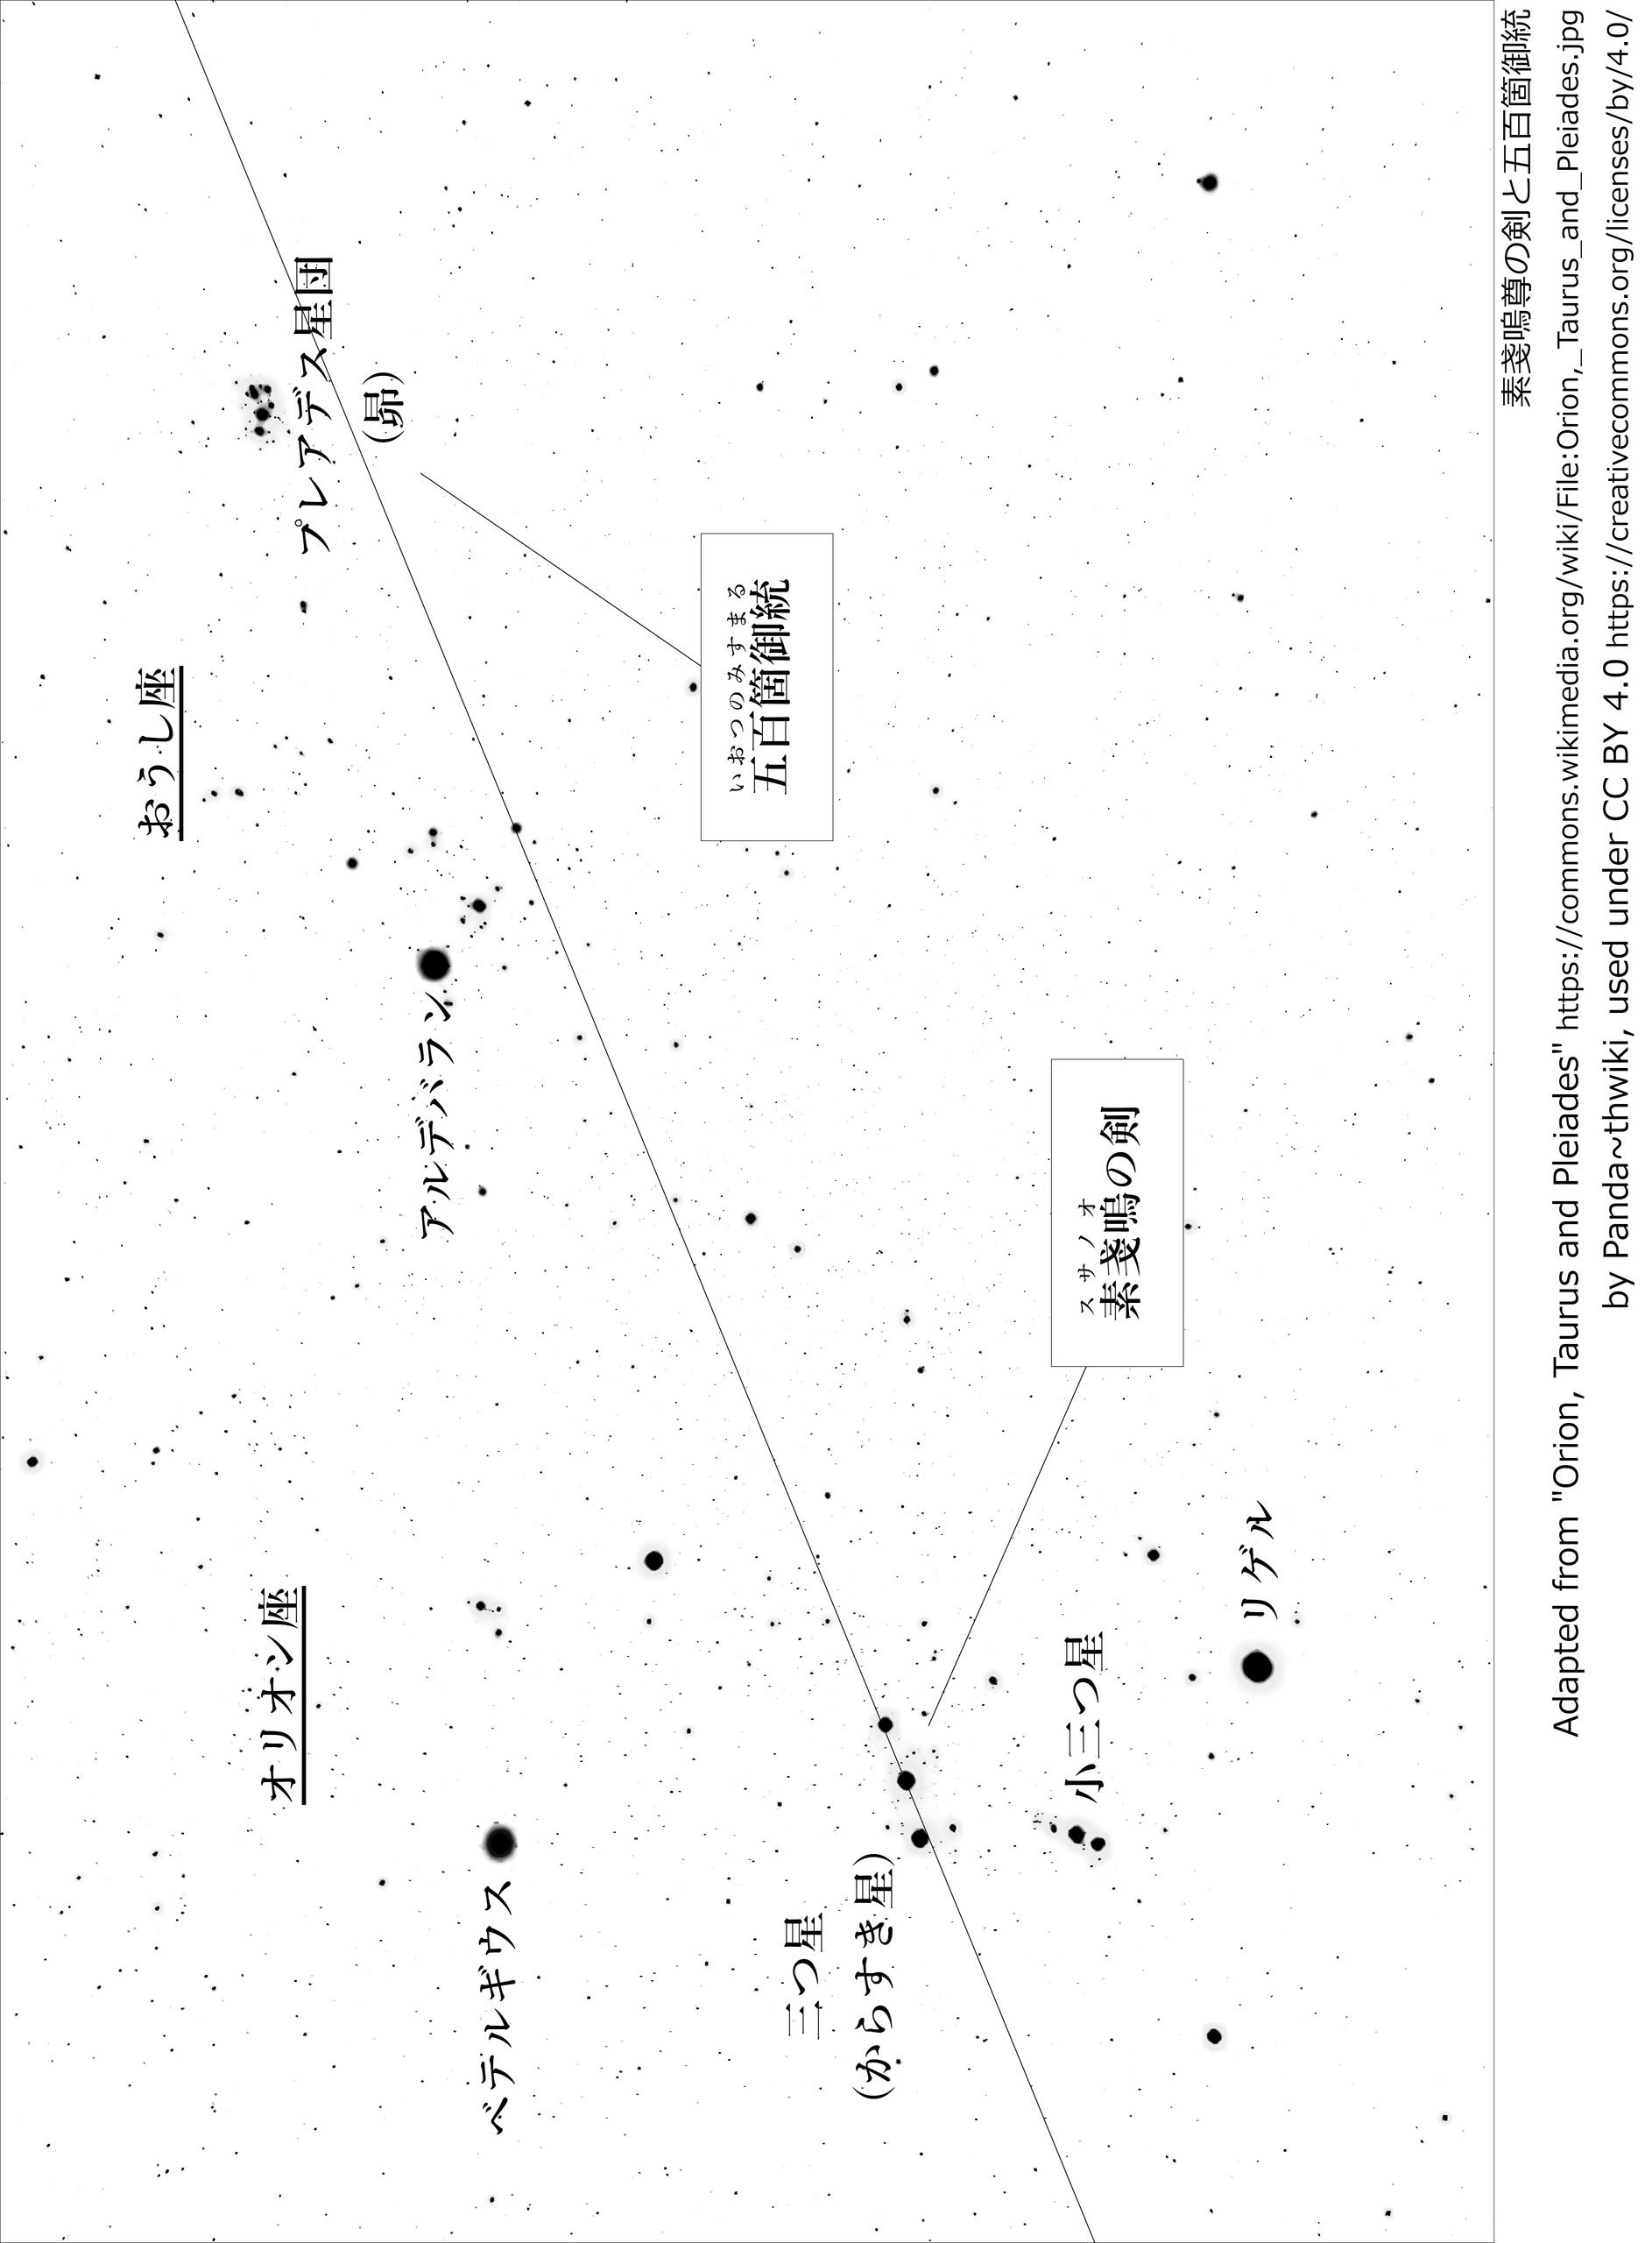 プレアデス星団
(昴)
おうし座
いおつのみすまる
五百箇御統
アルデバラン
スサノオ
素戔嗚の剣
オリオン座
リゲル
小三つ星
ベテルギウス
三つ星
(からすき星)
素戔嗚尊の剣と五百箇御統
Adapted from "Orion, Taurus and Pleiades" https://commons.wikimedia.org/wiki/File:Orion,_Taurus_and_Pleiades.jpg
by Panda~thwiki, used under CC BY 4.0 https://creativecommons.org/licenses/by/4.0/